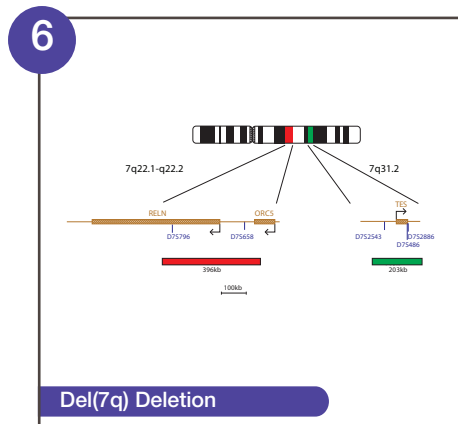 6
7q22.1-q22.2
7q31.2
RELN
ORC5
TES
D7S796
D7S658
D7S2543
D7S2886
D7S486
396kb
203kb
100kb
Del(7q) Deletion